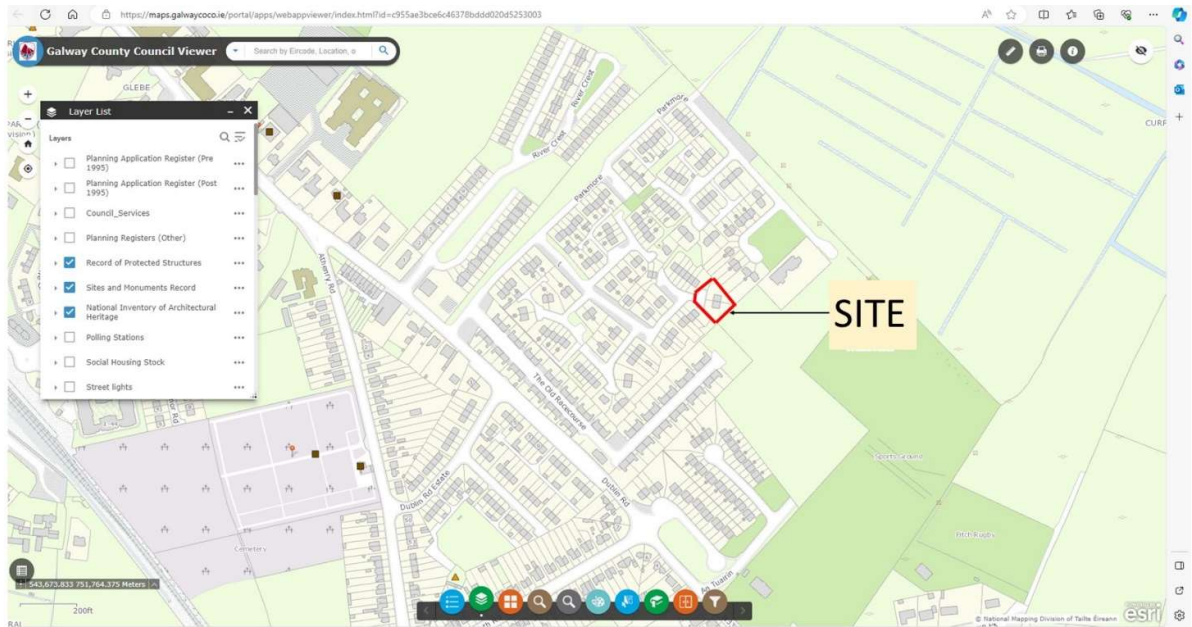 https://maps.galwaycoco.ie/portal/apps/webappviewer/index.html?id=c955ae3bce6c46378bddd020d5253003
Galway County Council Viewer
Search by Eircode, Location, o
GLEBE
Layer List
Layers
Planning Application Register (Pre
1995)
Planning Application Register (Post
1995)
Council_Services
Planning Registers (Other)
Record of Protected Structures
Sites and Monuments Record
National Inventory of Architectural
Heritage
Polling Stations
Social Housing Stock
Street lights
River Crest
River Crest
Parkmore
Parkmore
CURR
Athenry Rd
SITE
The Old Racecourse
Sports Ground
Dublin Rd
Dublin Rd Estate
Pitch Rugby
Cemetery
An Tuairin
543,673.833 751,764.375 Meters
200ft
© National Mapping Division of Tailte Éireann
esri